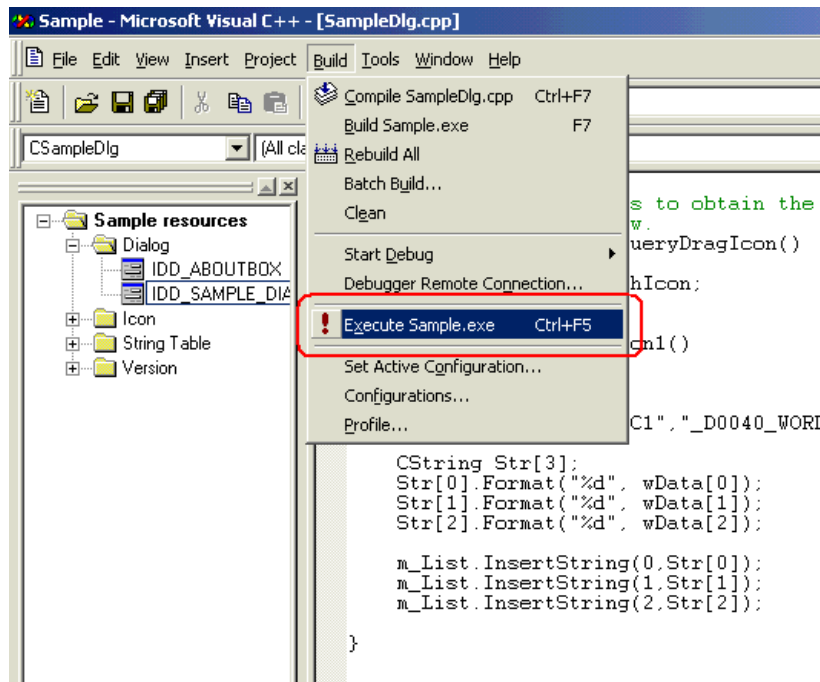 Sample - Microsoft Visual C++ - [SampleDlg.cpp]
File Edit View Insert Project Build Tools Window Help
CSampleDlg (All cla
Sample resources
Dialog
IDD_ABOUTBOX
IDD_SAMPLE_DIA
Icon
String Table
Version
Compile SampleDlg.cpp Ctrl+F7
Build Sample.exe F7
Rebuild All
Batch Build...
Clean
Start Debug
Debugger Remote Connection...
Execute Sample.exe Ctrl+F5
Set Active Configuration...
Configurations...
Profile...
s to obtain the
w.
ueryDragIcon()
hIcon;
on1()
C1","_D0040_WORD
CString Str[3];
Str[0].Format("%d", wData[0]);
Str[1].Format("%d", wData[1]);
Str[2].Format("%d", wData[2]);
m_List.InsertString(0,Str[0]);
m_List.InsertString(1,Str[1]);
m_List.InsertString(2,Str[2]);
}